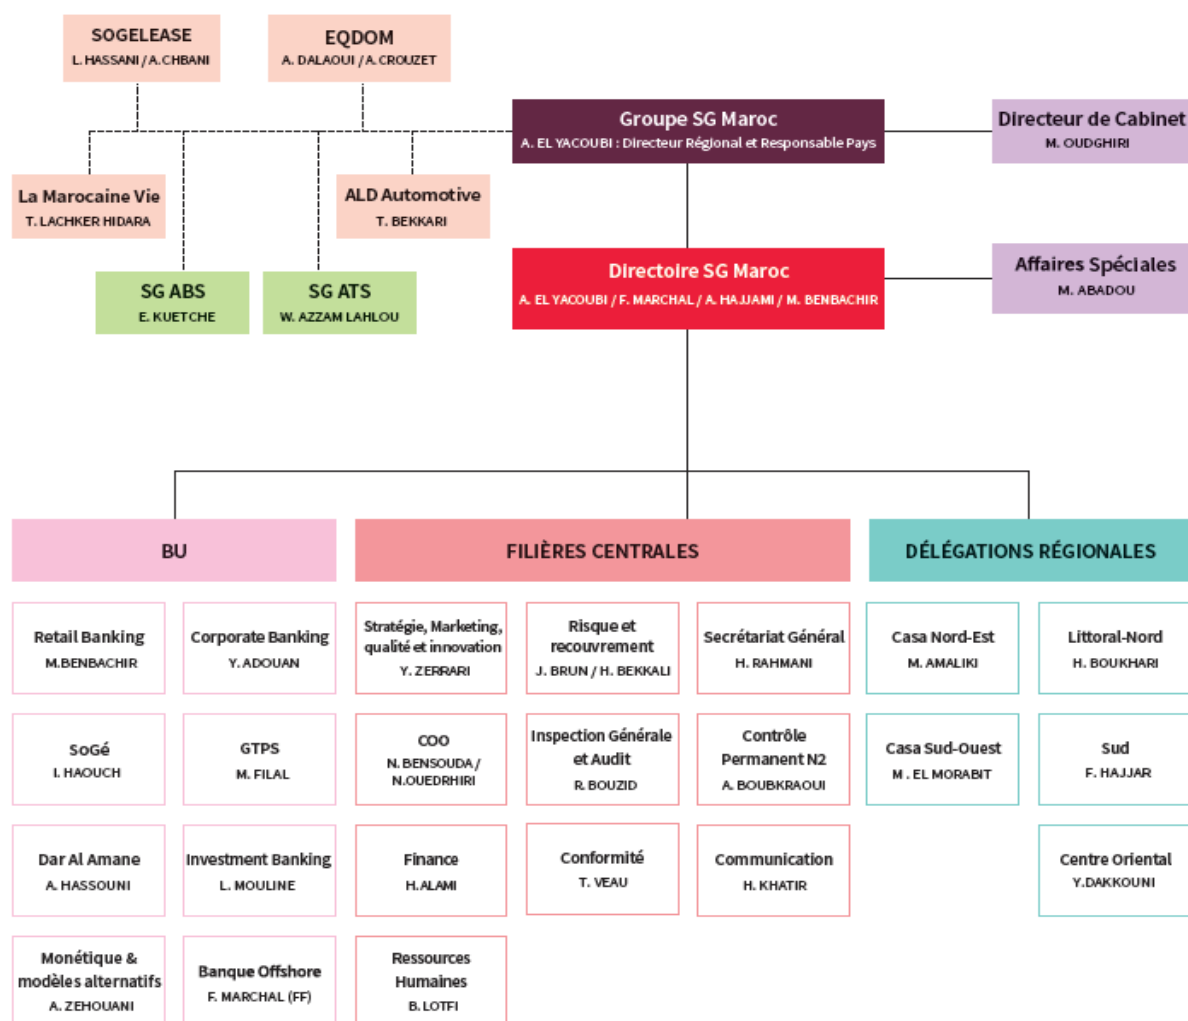 SOGELEASE
L. HASSANI / A. CHBANI
EQDOM
A. DALAOUI / A. CROUZET
Groupe SG Maroc
A. EL YACOUBI : Directeur Régional et Responsable Pays
Directeur de Cabinet
M. OUDGHIRI
La Marocaine Vie
T. LACHKER HIDARA
ALD Automotive
T. BEKKARI
Directoire SG Maroc
A. EL YACOUBI / F. MARCHAL / A. HAJJAMI / M. BENBACHIR
Affaires Spéciales
M. ABADOU
SG ABS
E. KUETCHE
SG ATS
W. AZZAM LAHLOU
BU
FILIÈRES CENTRALES
DÉLÉGATIONS RÉGIONALES
Retail Banking
M.BENBACHIR
Corporate Banking
Y. ADOUAN
Stratégie, Marketing,
qualité et innovation
Y. ZERRARI
Risque et
recouvrement
J. BRUN / H. BEKKALI
Secrétariat Général
H. RAHMANI
Casa Nord-Est
M. AMALIKI
Littoral-Nord
H. BOUKHARI
SoGé
I. HAOUCH
GTPS
M. FILAL
COO
N. BENSOUDA /
N.OUEDRHIRI
Inspection Générale
et Audit
R. BOUZID
Contrôle
Permanent N2
A. BOUBKRAOUI
Casa Sud-Ouest
M . EL MORABIT
Sud
F. HAJJAR
Dar Al Amane
A. HASSOUNI
Investment Banking
L. MOULINE
Finance
H.ALAMI
Conformité
T. VEAU
Communication
H. KHATIR
Centre Oriental
Y.DAKKOUNI
Monétique &
modèles alternatifs
A. ZEHOUANI
Banque Offshore
F. MARCHAL (FF)
Ressources
Humaines
B. LOTFI